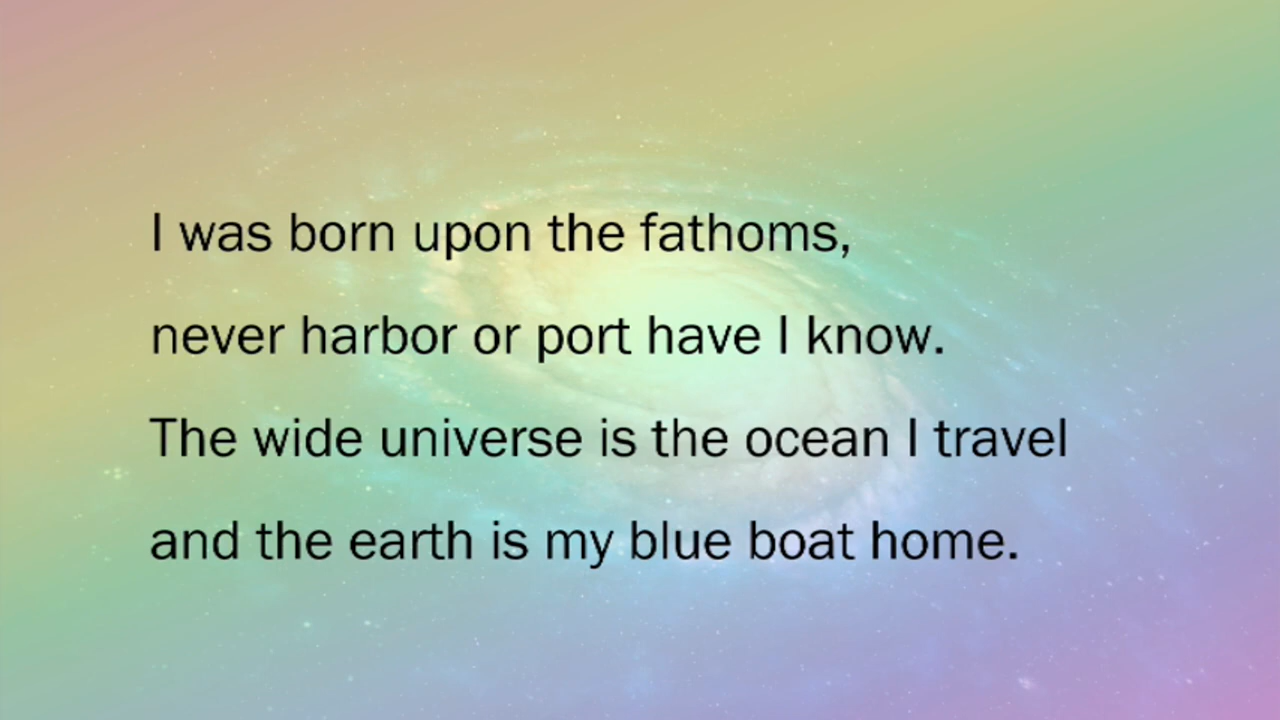 I was born upon the fathoms,
never harbor or port have I know.
The wide universe is the ocean I travel
and the earth is my blue boat home.